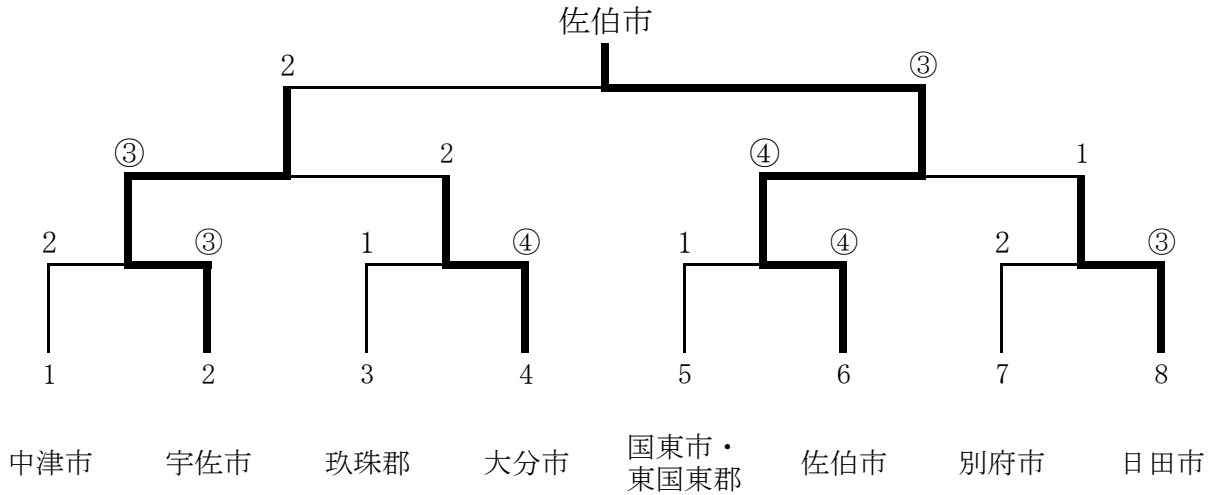 佐伯市
2 ③
③ 2 ④ 1
2 ③ 1 ④ 1 ④ 2 ③
1 2 3 4 5 6 7 8
中津市 宇佐市 玖珠郡 大分市 国東市・
東国東郡 佐伯市 別府市 日田市